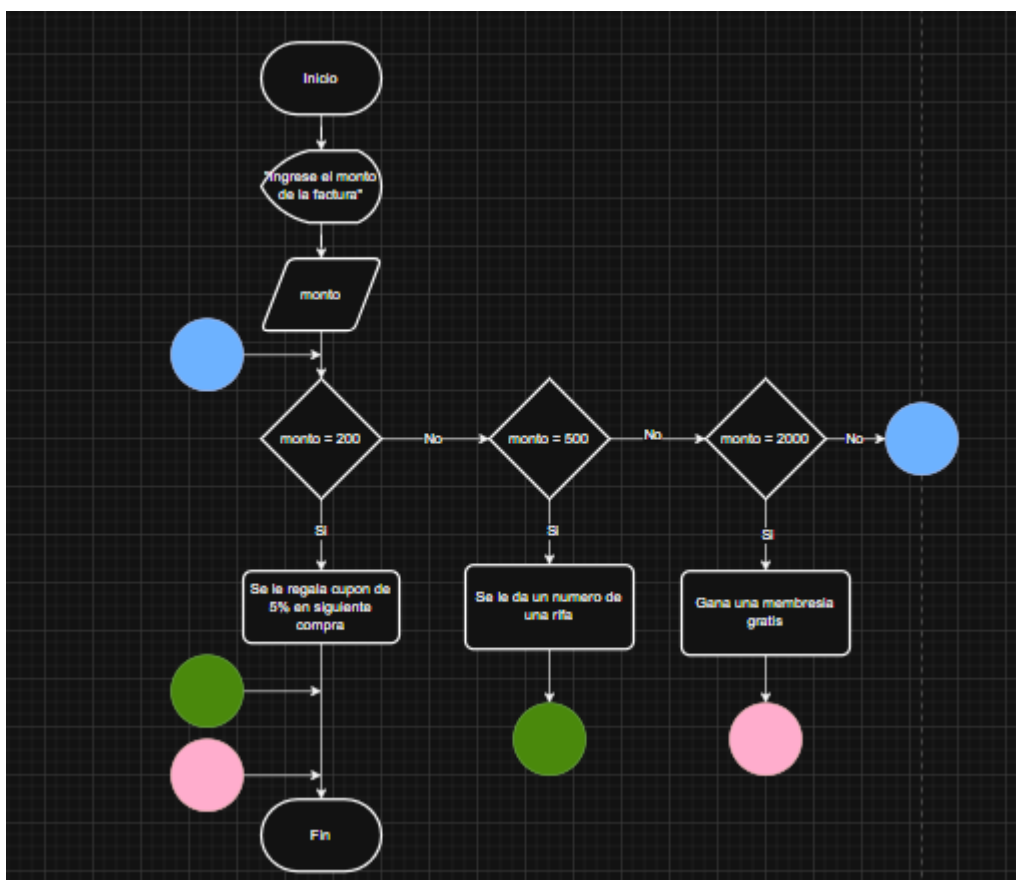 Inicio
"Ingrese el monto
de la factura"
monto
monto = 200
No
monto = 500
No
monto = 2000
No
Si
Si
Si
Se le regala cupon de
5% en siguiente
compra
Se le da un numero de
una rifa
Gana una membresia
gratis
Fin